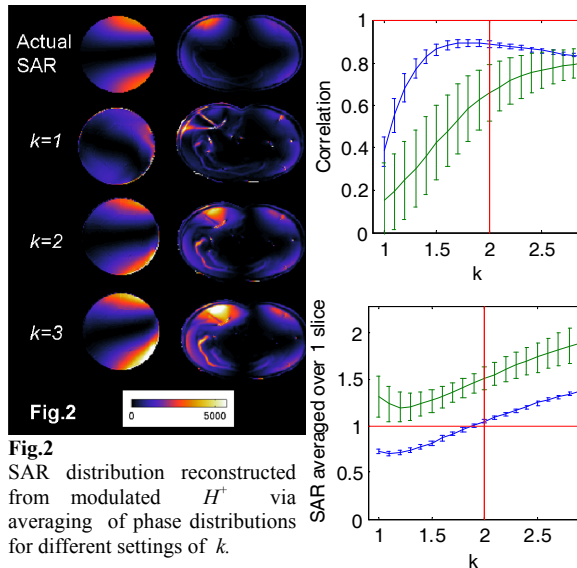 Actual
SAR
k=1
k=2
k=3
Fig.2
0 5000
Fig.2
SAR distribution reconstructed
from modulated H+ via
averaging of phase distributions
for different settings of k.
1
0.8
0.6
0.4
0.2
0
Correlation
1 1.5 2 2.5
k
2
1.5
1
0.5
0
SAR averaged over 1 slice
1 1.5 2 2.5
k